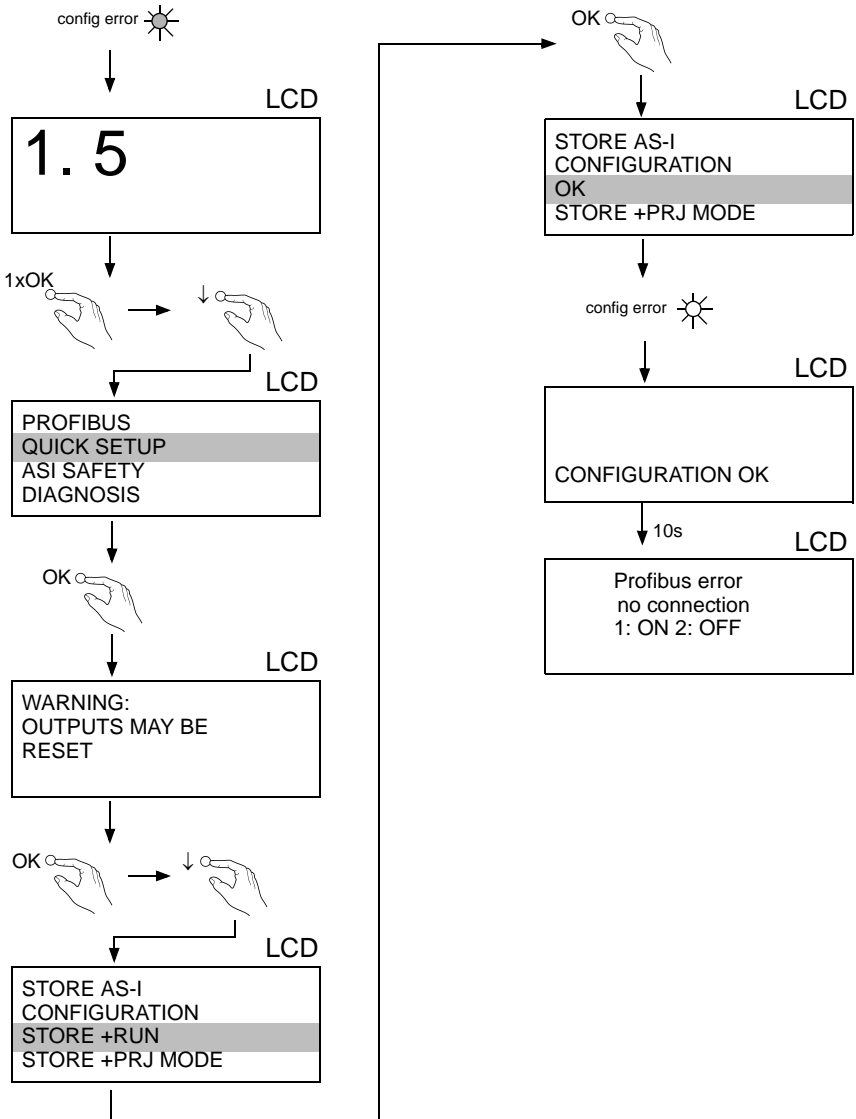 config error
LCD
1. 5
1xOK
↓
LCD
PROFIBUS
QUICK SETUP
ASI SAFETY
DIAGNOSIS
OK
LCD
WARNING:
OUTPUTS MAY BE
RESET
OK
↓
LCD
STORE AS-I
CONFIGURATION
STORE +RUN
STORE +PRJ MODE
OK
LCD
STORE AS-I
CONFIGURATION
OK
STORE +PRJ MODE
config error
LCD
CONFIGURATION OK
10s
LCD
Profibus error
no connection
1: ON 2: OFF